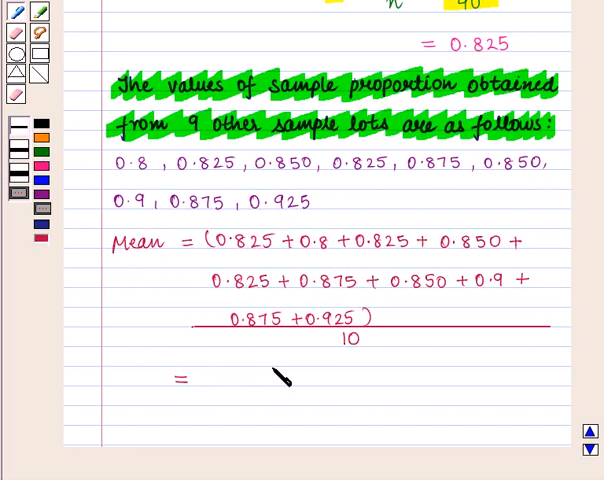 n 40
= 0.825
The values of sample proportion obtained
from 9 other sample lots are as follows:
0.8 , 0.825 , 0.850 , 0.825 , 0.875 , 0.850,
0.9 , 0.875 , 0.925
Mean = (0.825 + 0.8 + 0.825 + 0.850 +
0.825 + 0.875 + 0.850 + 0.9 +
0.875 + 0.925 )
10
=